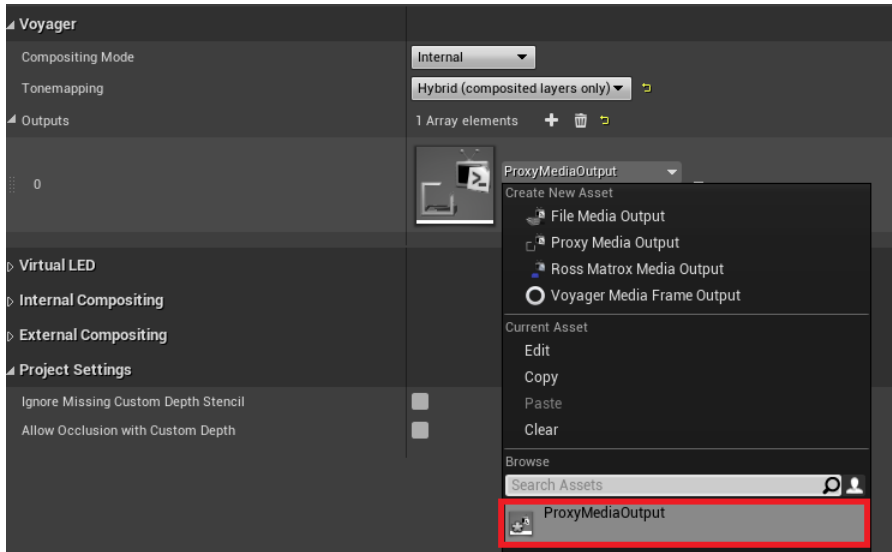 Voyager
Compositing Mode
Internal
Tonemapping
Hybrid (composited layers only)
Outputs
1 Array elements
0
ProxyMediaOutput
Create New Asset
File Media Output
Proxy Media Output
Ross Matrox Media Output
Voyager Media Frame Output
Current Asset
Edit
Copy
Paste
Clear
Browse
Search Assets
ProxyMediaOutput
Virtual LED
Internal Compositing
External Compositing
Project Settings
Ignore Missing Custom Depth Stencil
Allow Occlusion with Custom Depth